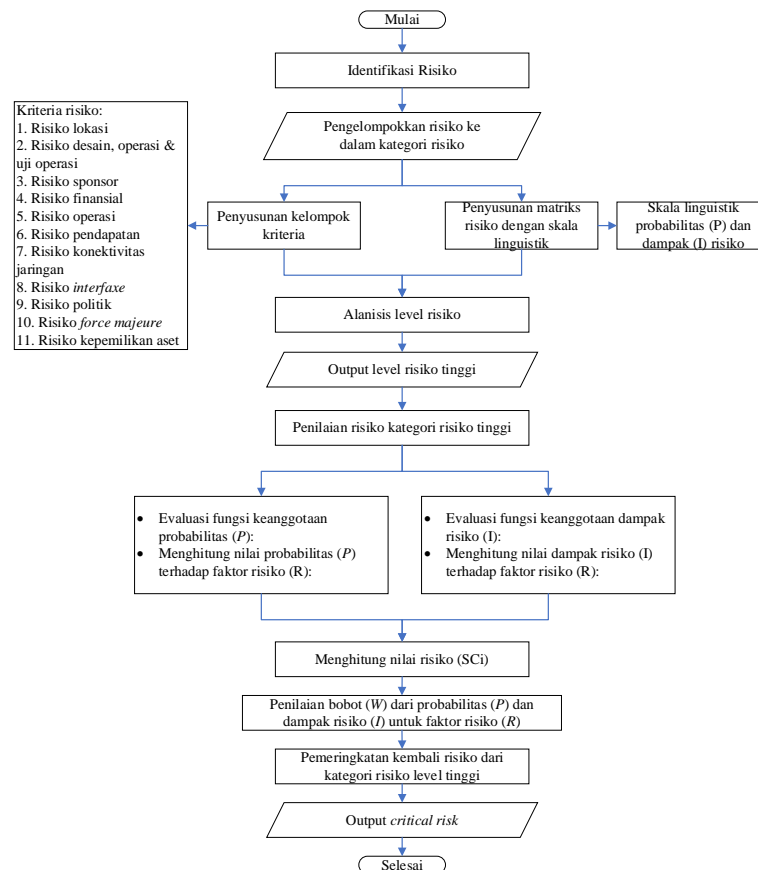 Mulai
Identifikasi Risiko
Pengelompokkan risiko ke
dalam kategori risiko
Kriteria risiko:
1. Risiko lokasi
2. Risiko desain, operasi &
uji operasi
3. Risiko sponsor
4. Risiko finansial
5. Risiko operasi
6. Risiko pendapatan
7. Risiko konektivitas
jaringan
8. Risiko interfaxe
9. Risiko politik
10. Risiko force majeure
11. Risiko kepemilikan aset
Penyusunan kelompok
kriteria
Penyusunan matriks
risiko dengan skala
linguistik
Skala linguistik
probabilitas (P) dan
dampak (I) risiko
Alanisis level risiko
Output level risiko tinggi
Penilaian risiko kategori risiko tinggi
• Evaluasi fungsi keanggotaan
probabilitas (P):
• Menghitung nilai probabilitas (P)
terhadap faktor risiko (R):
• Evaluasi fungsi keanggotaan dampak
risiko (I):
• Menghitung nilai dampak risiko (I)
terhadap faktor risiko (R):
Menghitung nilai risiko (SCi)
Penilaian bobot (W) dari probabilitas (P) dan
dampak risiko (I) untuk faktor risiko (R)
Pemeringkatan kembali risiko dari
kategori risiko level tinggi
Output critical risk
Selesai